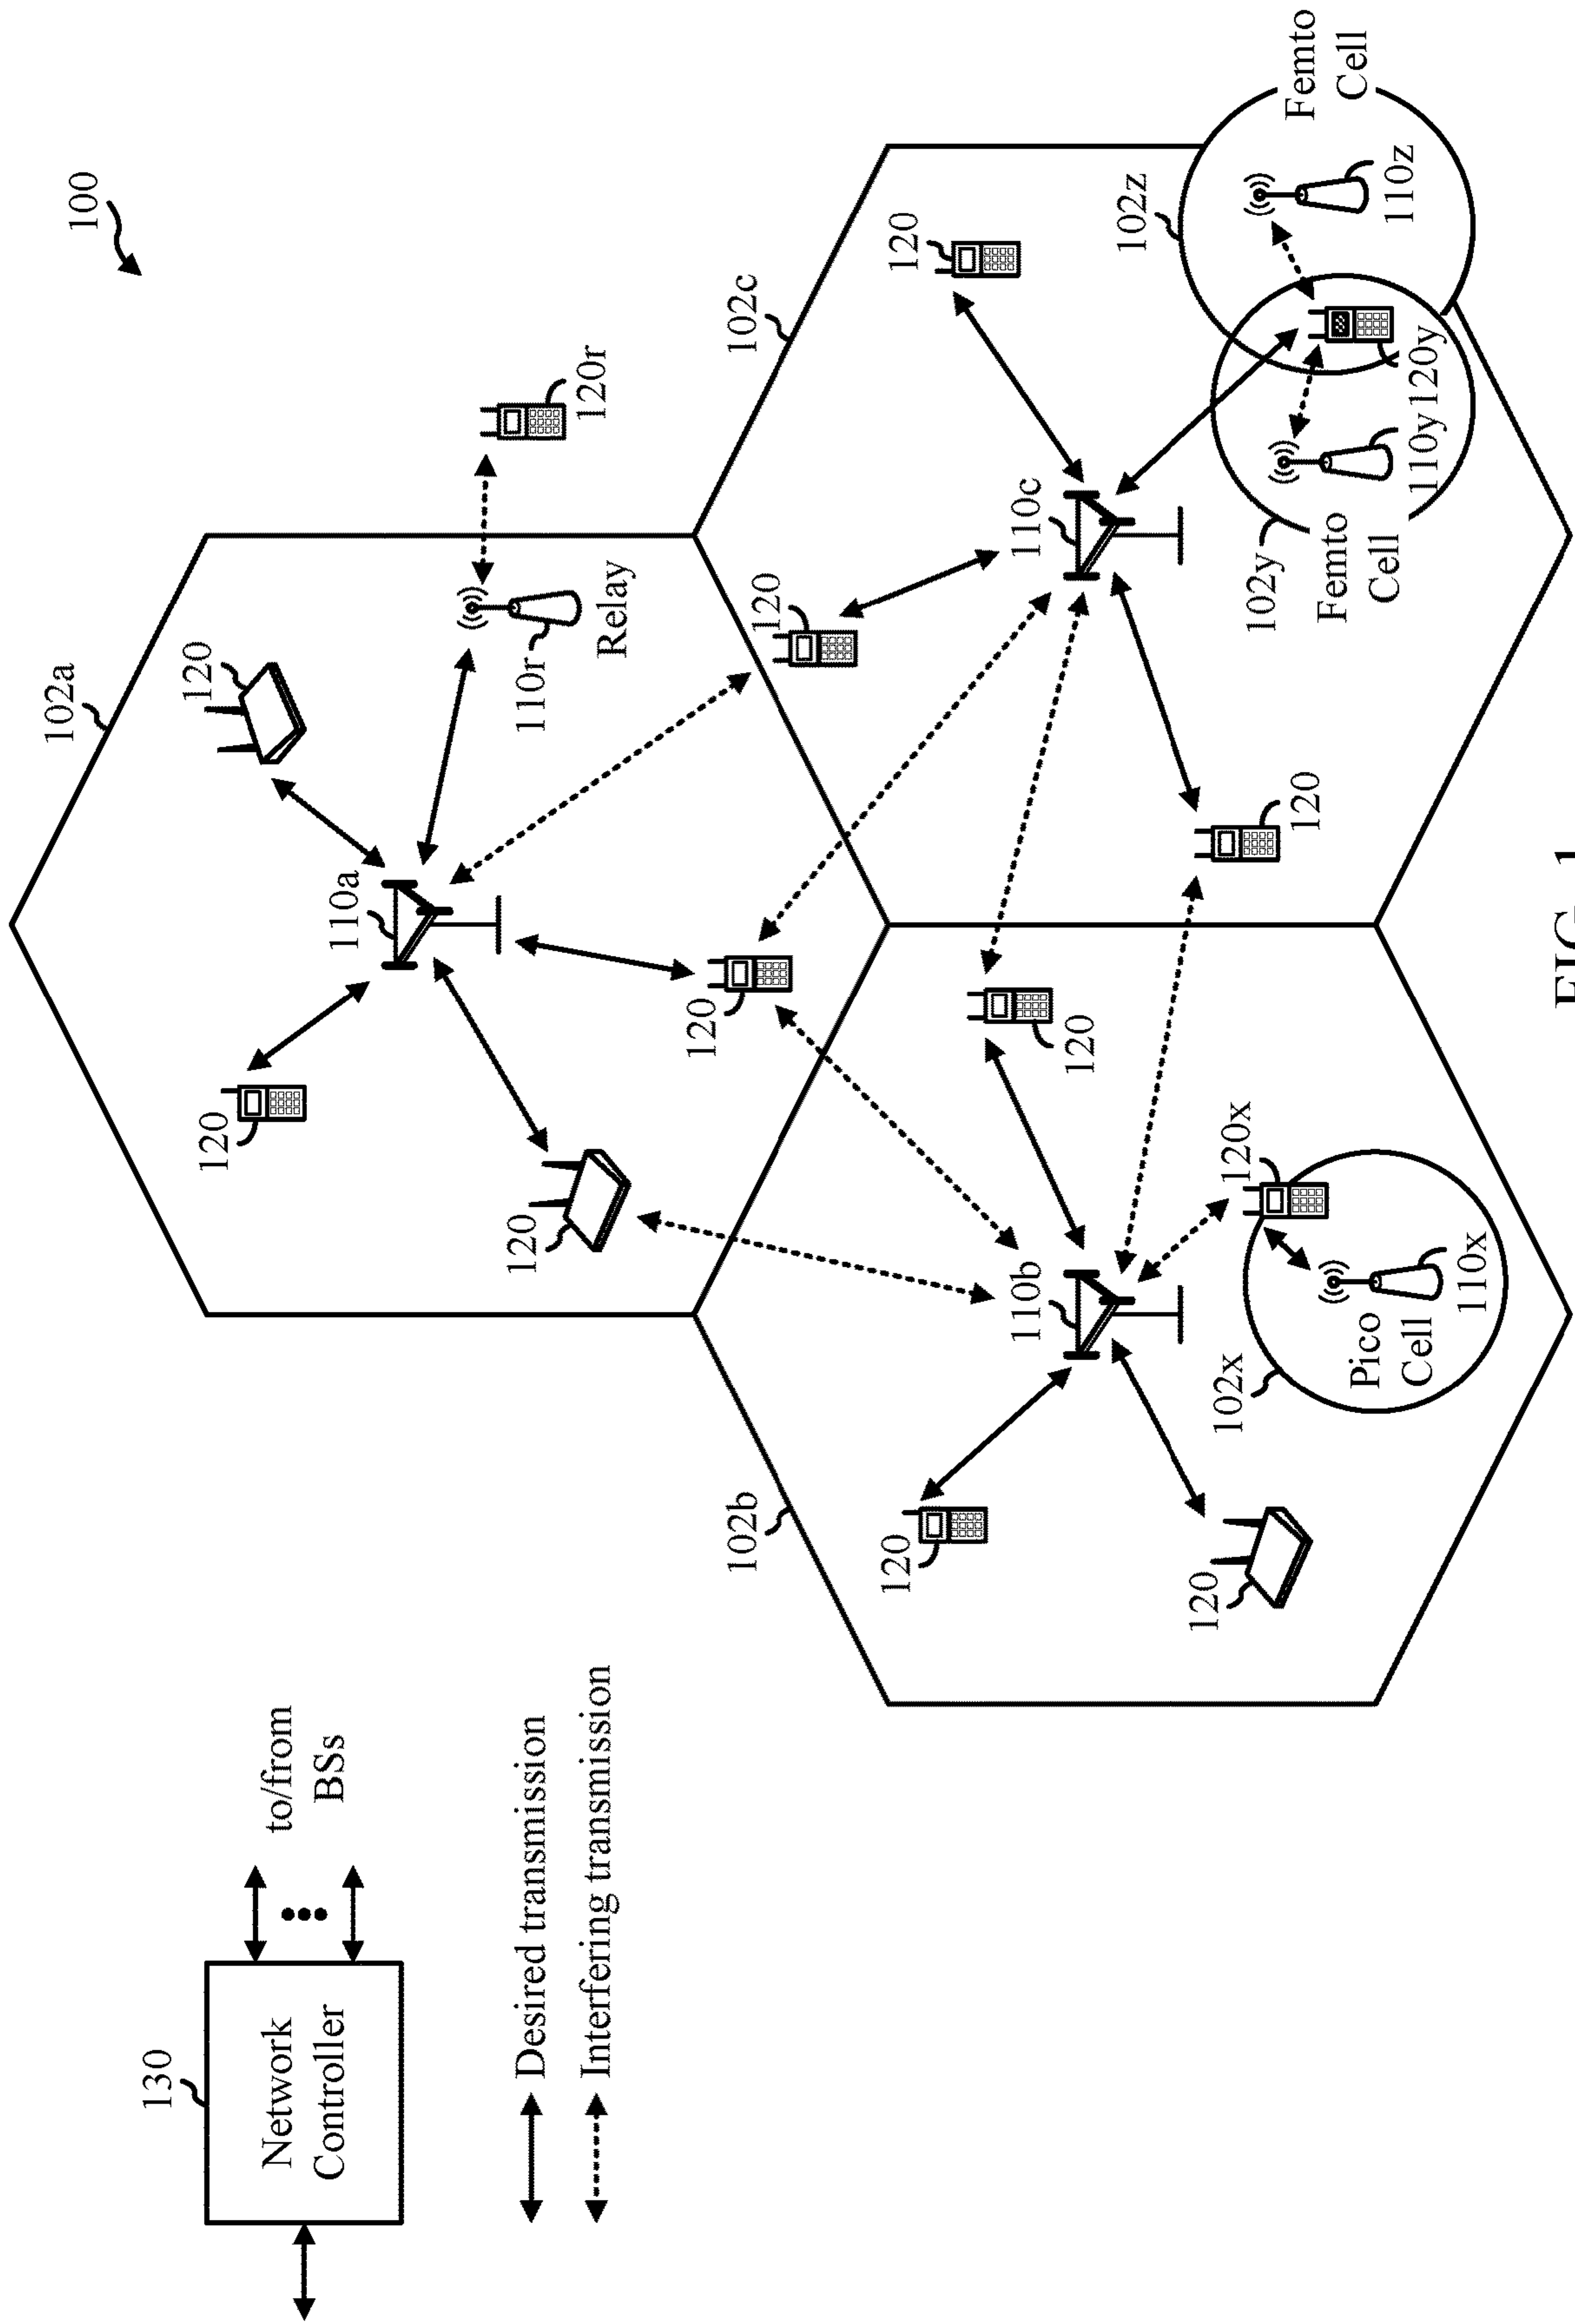 100
130
102a
120
120
Network
Controller
to/from
BSs
110a
Desired transmission
Interfering transmission
120
110r
Relay
120r
120
102b
120
102c
120
120
110b
120
110c
102z
120
102x
120x
120
102y
Femto
Cell
Pico
Cell
110x
Femto
Cell
110y
120y
110z
FIG. 1